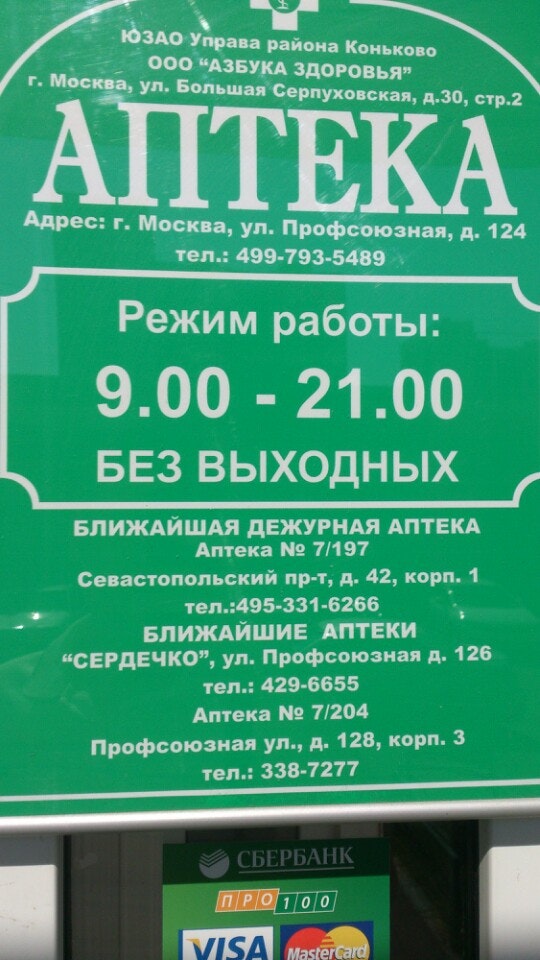 ЮЗАО Управа района Коньково
ООО "АЗБУКА ЗДОРОВЬЯ"
г. Москва, ул. Большая Серпуховская, д.30, стр.2
АПТЕКА
Адрес: г. Москва, ул. Профсоюзная, д. 124
тел.: 499-793-5489
Режим работы:
9.00 - 21.00
БЕЗ ВЫХОДНЫХ
БЛИЖАЙШАЯ ДЕЖУРНАЯ АПТЕКА
Аптека № 7/197
Севастопольский пр-т, д. 42, корп. 1
тел.:495-331-6266
БЛИЖАЙШИЕ АПТЕКИ
"СЕРДЕЧКО", ул. Профсоюзная д. 126
тел.: 429-6655
Аптека № 7/204
Профсоюзная ул., д. 128, корп. 3
тел.: 338-7277
СБЕРБАНК
ПРО100
VISA MasterCard